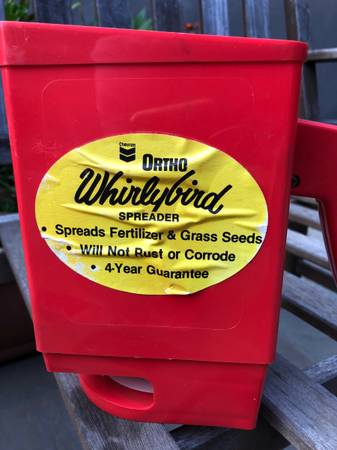 Chevron
ORTHO
Whirlybird
SPREADER
• Spreads Fertilizer & Grass Seeds
• Will Not Rust or Corrode
• 4-Year Guarantee